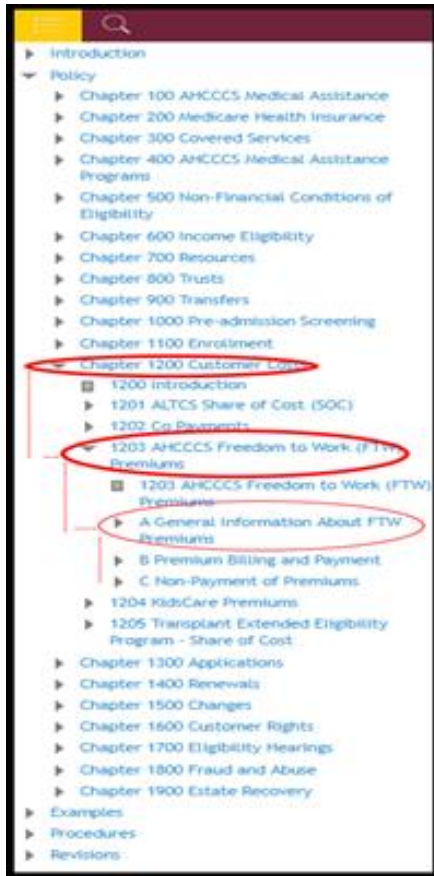 Introduction
Policy
Chapter 100 AHCCCS Medical Assistance
Chapter 200 Medicare Health Insurance
Chapter 300 Covered Services
Chapter 400 AHCCCS Medical Assistance
Programs
Chapter 500 Non-Financial Conditions of
Eligibility
Chapter 600 Income Eligibility
Chapter 700 Resources
Chapter 800 Trusts
Chapter 900 Transfers
Chapter 1000 Pre-admission Screening
Chapter 1100 Enrollment
Chapter 1200 Customer Costs
1200 Introduction
1201 ALTCS Share of Cost (SOC)
1202 Co Payments
1203 AHCCCS Freedom to Work (FTW)
Premiums
1203 AHCCCS Freedom to Work (FTW)
Premiums
A General Information About FTW
Premiums
B Premium Billing and Payment
C Non-Payment of Premiums
1204 KidsCare Premiums
1205 Transplant Extended Eligibility
Program - Share of Cost
Chapter 1300 Applications
Chapter 1400 Renewals
Chapter 1500 Changes
Chapter 1600 Customer Rights
Chapter 1700 Eligibility Hearings
Chapter 1800 Fraud and Abuse
Chapter 1900 Estate Recovery
Examples
Procedures
Revisions